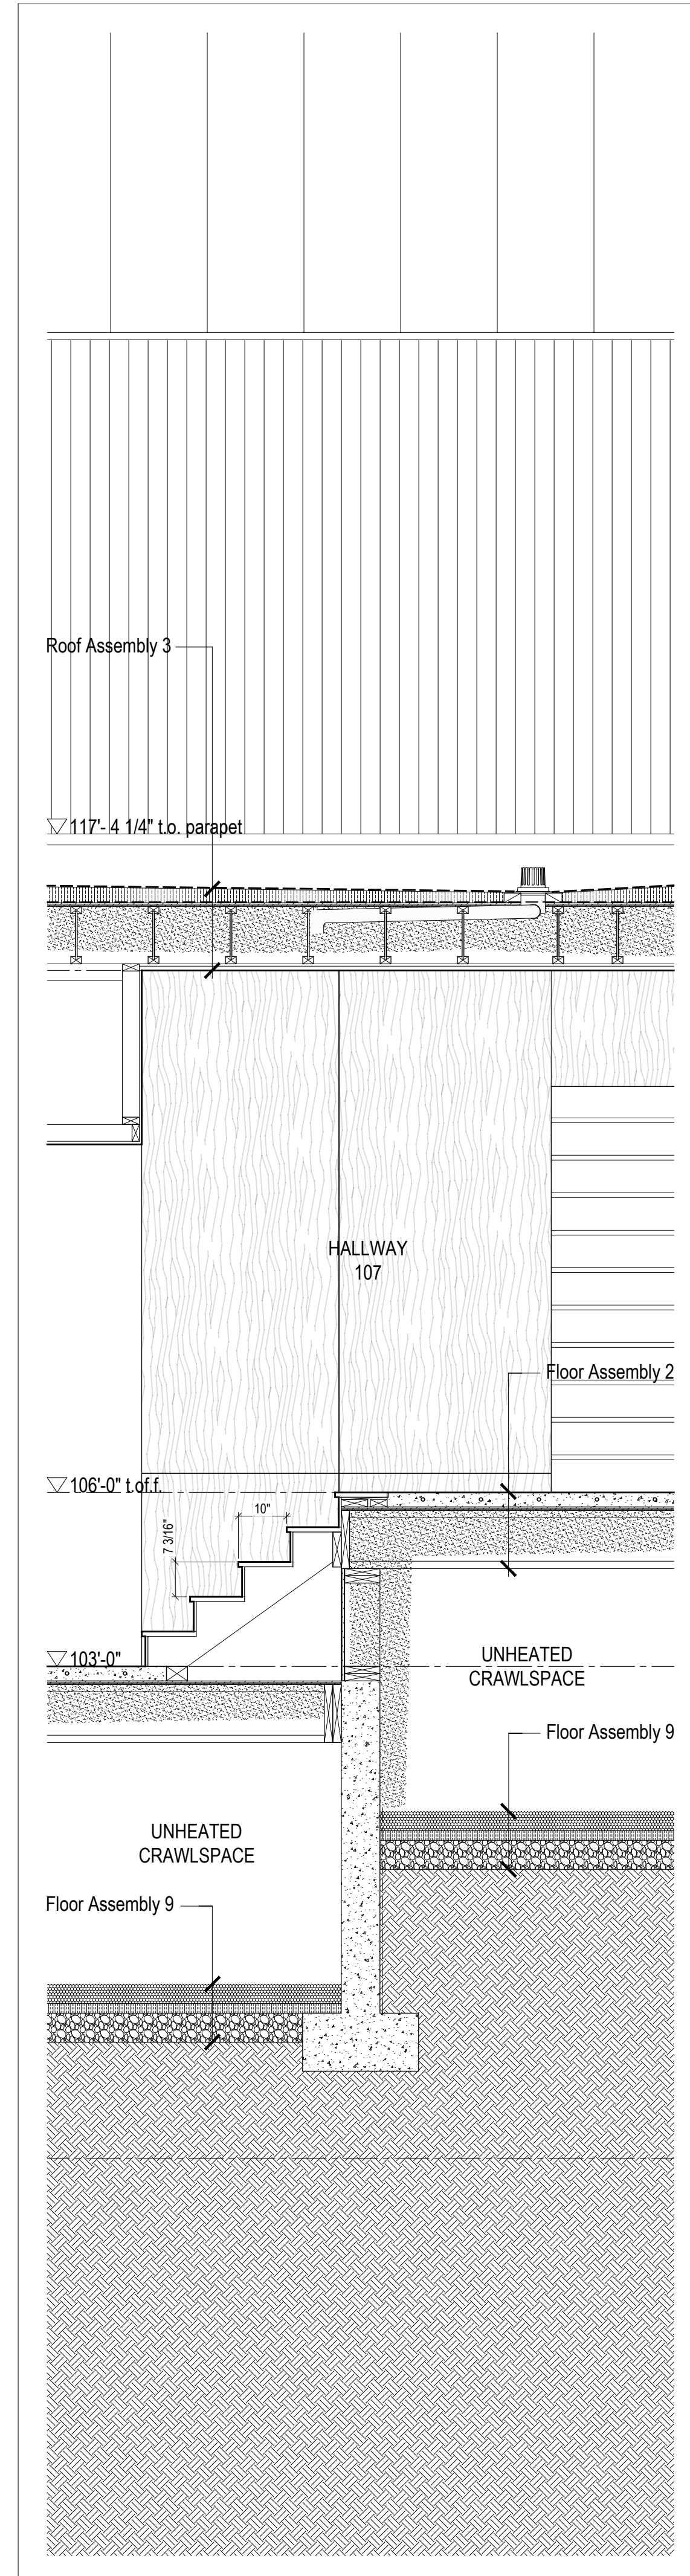 Roof Assembly 3
117'- 4 1/4" t.o. parapet
HALLWAY
107
Floor Assembly 2
106'-0" t.of.f.
10"
7 3/16"
103'-0"
UNHEATED
CRAWLSPACE
Floor Assembly 9
UNHEATED
CRAWLSPACE
Floor Assembly 9